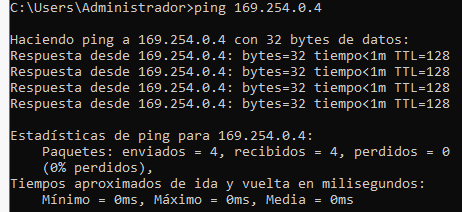 C:\Users\Administrador>ping 169.254.0.4
Haciendo ping a 169.254.0.4 con 32 bytes de datos:
Respuesta desde 169.254.0.4: bytes=32 tiempo<1m TTL=128
Respuesta desde 169.254.0.4: bytes=32 tiempo<1m TTL=128
Respuesta desde 169.254.0.4: bytes=32 tiempo<1m TTL=128
Respuesta desde 169.254.0.4: bytes=32 tiempo<1m TTL=128
Estadísticas de ping para 169.254.0.4:
Paquetes: enviados = 4, recibidos = 4, perdidos = 0
(0% perdidos),
Tiempos aproximados de ida y vuelta en milisegundos:
Mínimo = 0ms, Máximo = 0ms, Media = 0ms